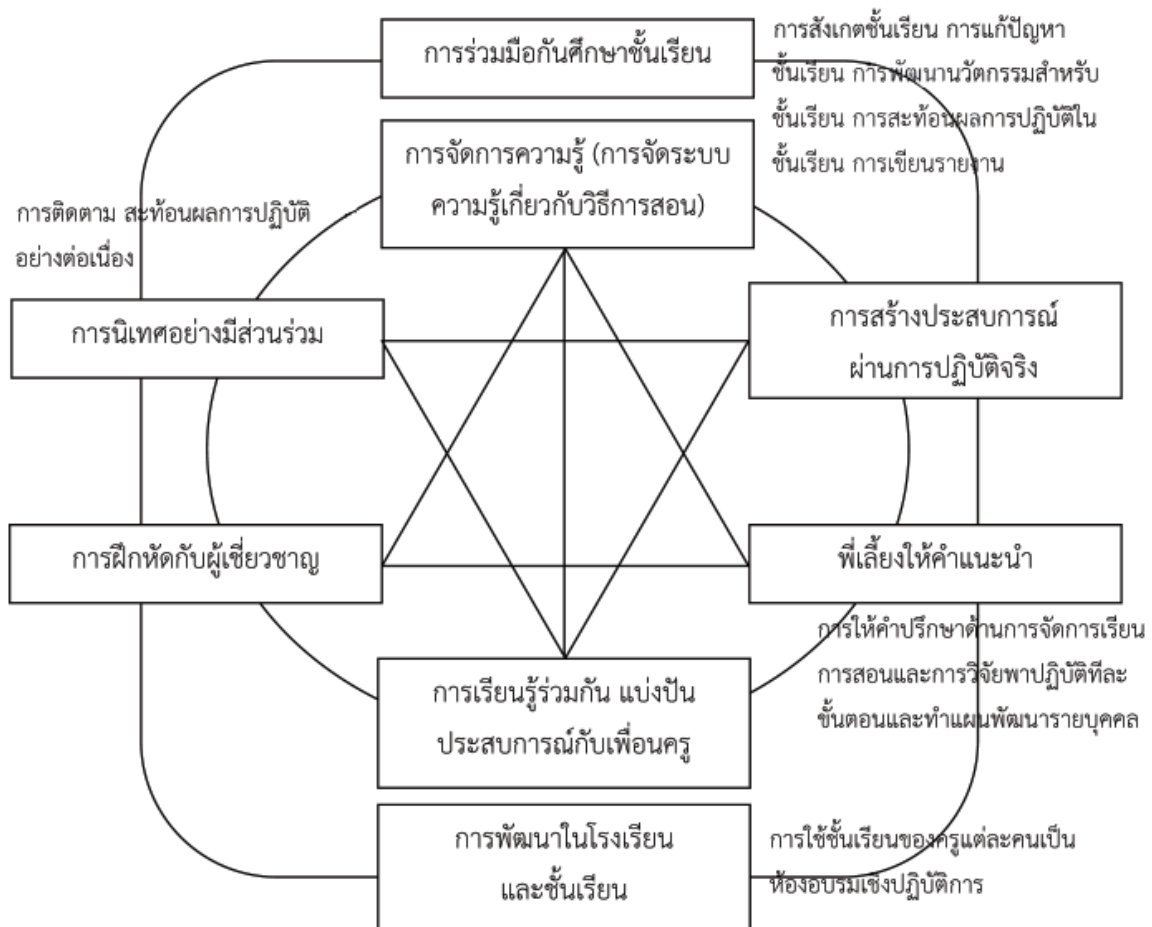 การร่วมมือกันศึกษาชั้นเรียน
การสังเกตชั้นเรียน การแก้ปัญหา
ชั้นเรียน การพัฒนานวัตกรรมสำหรับ
ชั้นเรียน การสะท้อนผลการปฏิบัติใน
ชั้นเรียน การเขียนรายงาน
การจัดการความรู้ (การจัดระบบ
ความรู้เกี่ยวกับวิธีการสอน)
การติดตาม สะท้อนผลการปฏิบัติ
อย่างต่อเนื่อง
การนิเทศอย่างมีส่วนร่วม
การสร้างประสบการณ์
ผ่านการปฏิบัติจริง
การฝึกหัดกับผู้เชี่ยวชาญ
พี่เลี้ยงให้คำแนะนำ
การให้คำปรึกษาด้านการจัดการเรียน
การสอนและการวิจัยพาปฏิบัติทีละ
ขั้นตอนและทำแผนพัฒนารายบุคคล
การเรียนรู้ร่วมกัน แบ่งปัน
ประสบการณ์กับเพื่อนครู
การพัฒนาในโรงเรียน
และชั้นเรียน
การใช้ชั้นเรียนของครูแต่ละคนเป็น
ห้องอบรมเชิงปฏิบัติการ